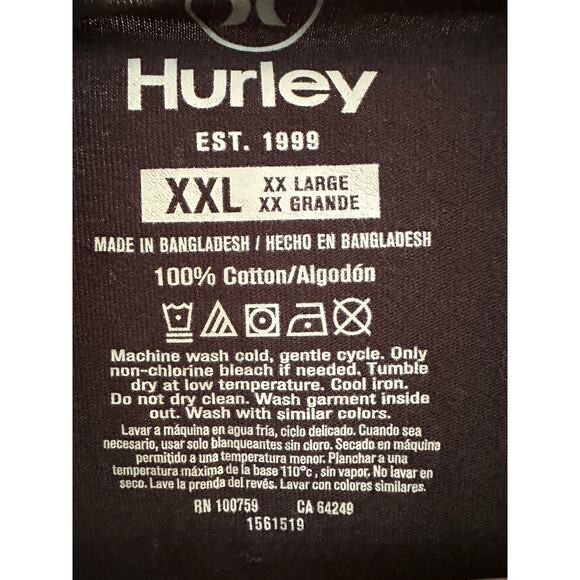 Hurley
EST. 1999
XXL XX LARGE
XX GRANDE
MADE IN BANGLADESH / HECHO EN BANGLADESH
100% Cotton/Algodón
Machine wash cold, gentle cycle. Only
non-chlorine bleach if needed. Tumble
dry at low temperature. Cool iron.
Do not dry clean. Wash garment inside
out. Wash with similar colors.
Lavar a máquina en agua fría, ciclo delicado. Cuando sea
necesario, usar solo blanqueantes sin cloro. Secado en máquina
permitido a una temperatura menor. Planchar a una
temperatura máxima de la base 110°c, sin vapor. No lavar en
seco. Lave la prenda del revés. Lavar con colores similares.
RN 100759 CA 64249
1561519